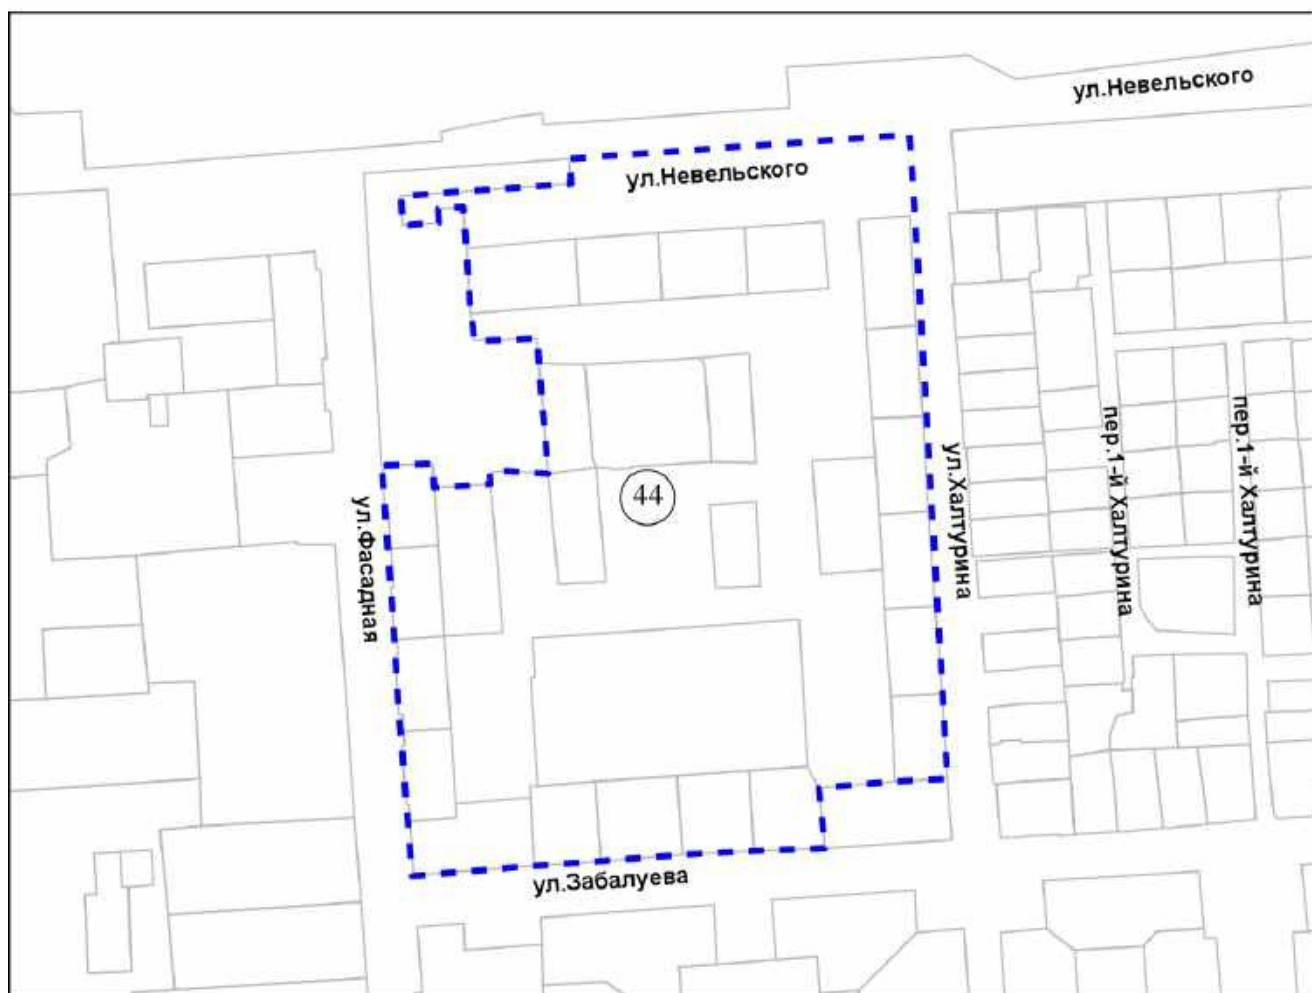 ул.Невельского
ул.Невельского
пер.1-й Халтурина
пер.1-й Халтурина
ул.Халтурина
44
ул.Фасадная
ул.Забалуева